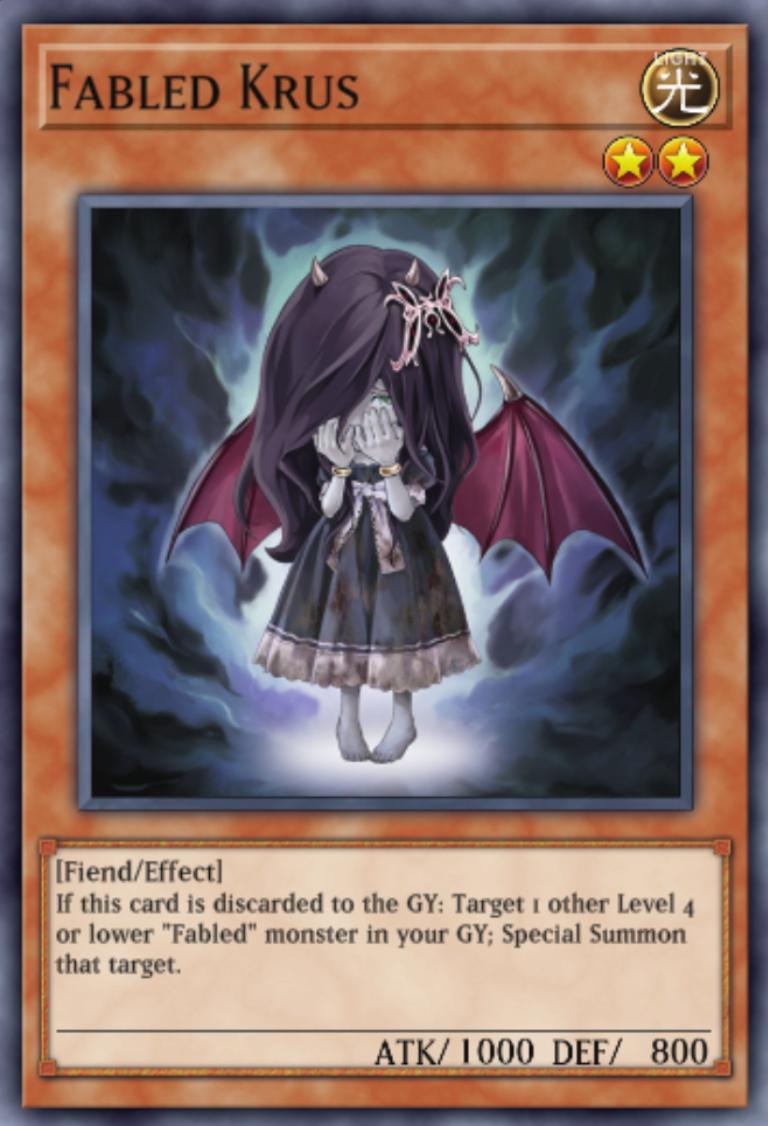 Fabled Krus
LIGHT
光
[Fiend/Effect]
If this card is discarded to the GY: Target 1 other Level 4
or lower "Fabled" monster in your GY; Special Summon
that target.
ATK/ 1000 DEF/ 800